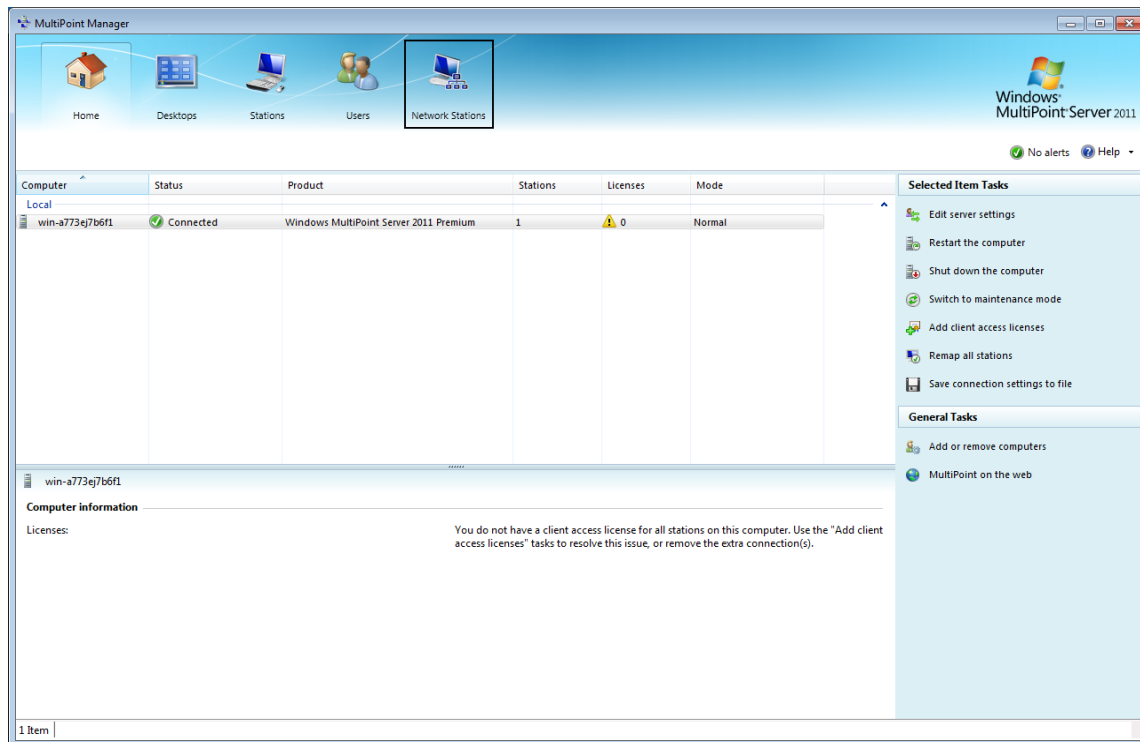 MultiPoint Manager
Home
Desktops
Stations
Users
Network Stations
Windows®
MultiPoint® Server 2011
No alerts
Help
Computer
Status
Product
Stations
Licenses
Mode
Local
win-a773ej7b6f1
Connected
Windows MultiPoint Server 2011 Premium
1
0
Normal
Selected Item Tasks
Edit server settings
Restart the computer
Shut down the computer
Switch to maintenance mode
Add client access licenses
Remap all stations
Save connection settings to file
General Tasks
Add or remove computers
MultiPoint on the web
win-a773ej7b6f1
Computer information
Licenses:
You do not have a client access license for all stations on this computer. Use the "Add client
access licenses" tasks to resolve this issue, or remove the extra connection(s).
1 Item